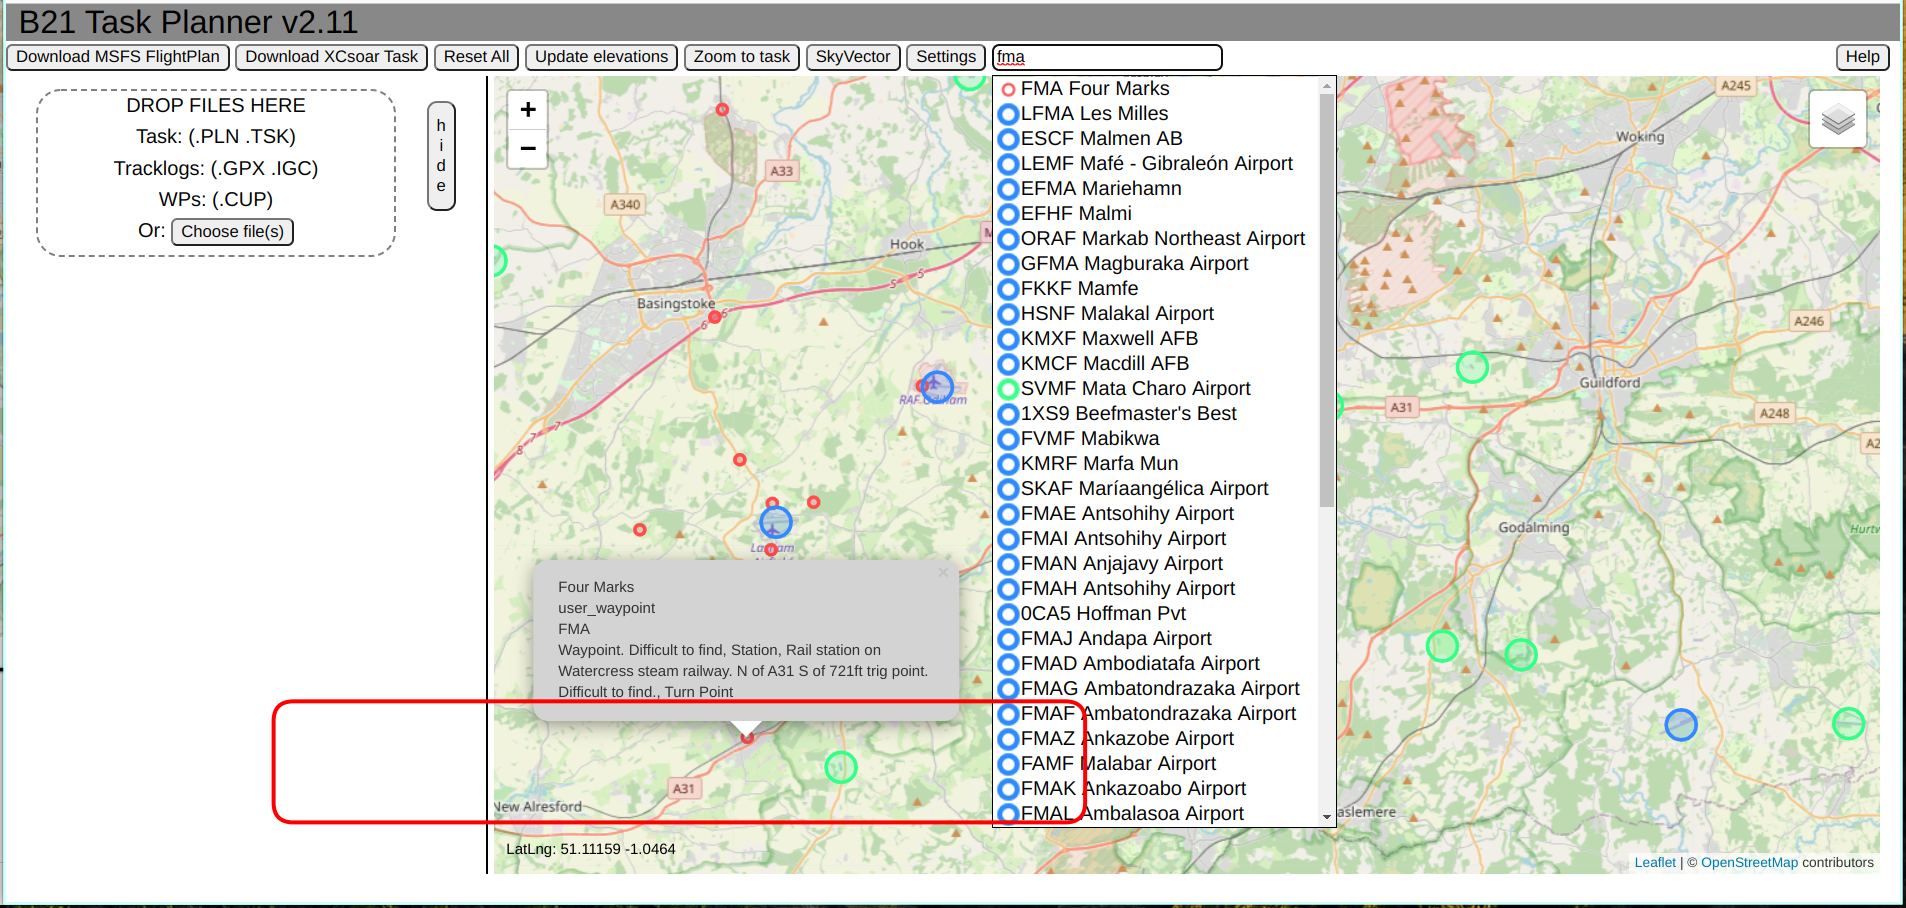 B21 Task Planner v2.11
Download MSFS FlightPlan Download XCsoar Task Reset All Update elevations Zoom to task SkyVector Settings fma Help
DROP FILES HERE
Task: (.PLN .TSK)
Tracklogs: (.GPX .IGC)
WPs: (.CUP)
Or: Choose file(s)
h
i
d
e
+
−
A33
A340
Hook
M
5
5
Basingstoke
6
6
7
7
8
RAF Odiham
Lasham
Four Marks
user_waypoint
FMA
Waypoint. Difficult to find, Station, Rail station on
Watercress steam railway. N of A31 S of 721ft trig point.
Difficult to find., Turn Point
×
A31
New Alresford
LatLng: 51.11159 -1.0464
FMA Four Marks
LFMA Les Milles
ESCF Malmen AB
LEMF Mafé - Gibraleón Airport
EFMA Mariehamn
EFHF Malmi
ORAF Markab Northeast Airport
GFMA Magburaka Airport
FKKF Mamfe
HSNF Malakal Airport
KMXF Maxwell AFB
KMCF Macdill AFB
SVMF Mata Charo Airport
1XS9 Beefmaster's Best
FVMF Mabikwa
KMRF Marfa Mun
SKAF Maríaangélica Airport
FMAE Antsohihy Airport
FMAI Antsohihy Airport
FMAN Anjajavy Airport
FMAH Antsohihy Airport
0CA5 Hoffman Pvt
FMAJ Andapa Airport
FMAD Ambodiatafa Airport
FMAG Ambatondrazaka Airport
FMAF Ambatondrazaka Airport
FMAZ Ankazobe Airport
FAMF Malabar Airport
FMAK Ankazoabo Airport
FMAL Ambalasoa Airport
A245
Woking
A246
Guildford
A31
A248
A2
Godalming
Hurtw
aslemere
Leaflet | © OpenStreetMap contributors